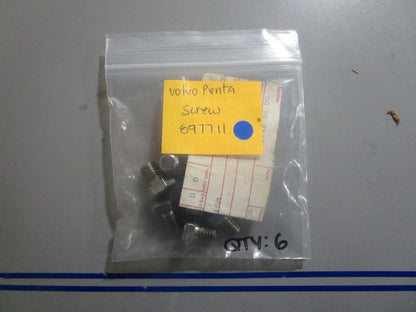 Volvo Penta
Screw
897711
QTY: 6